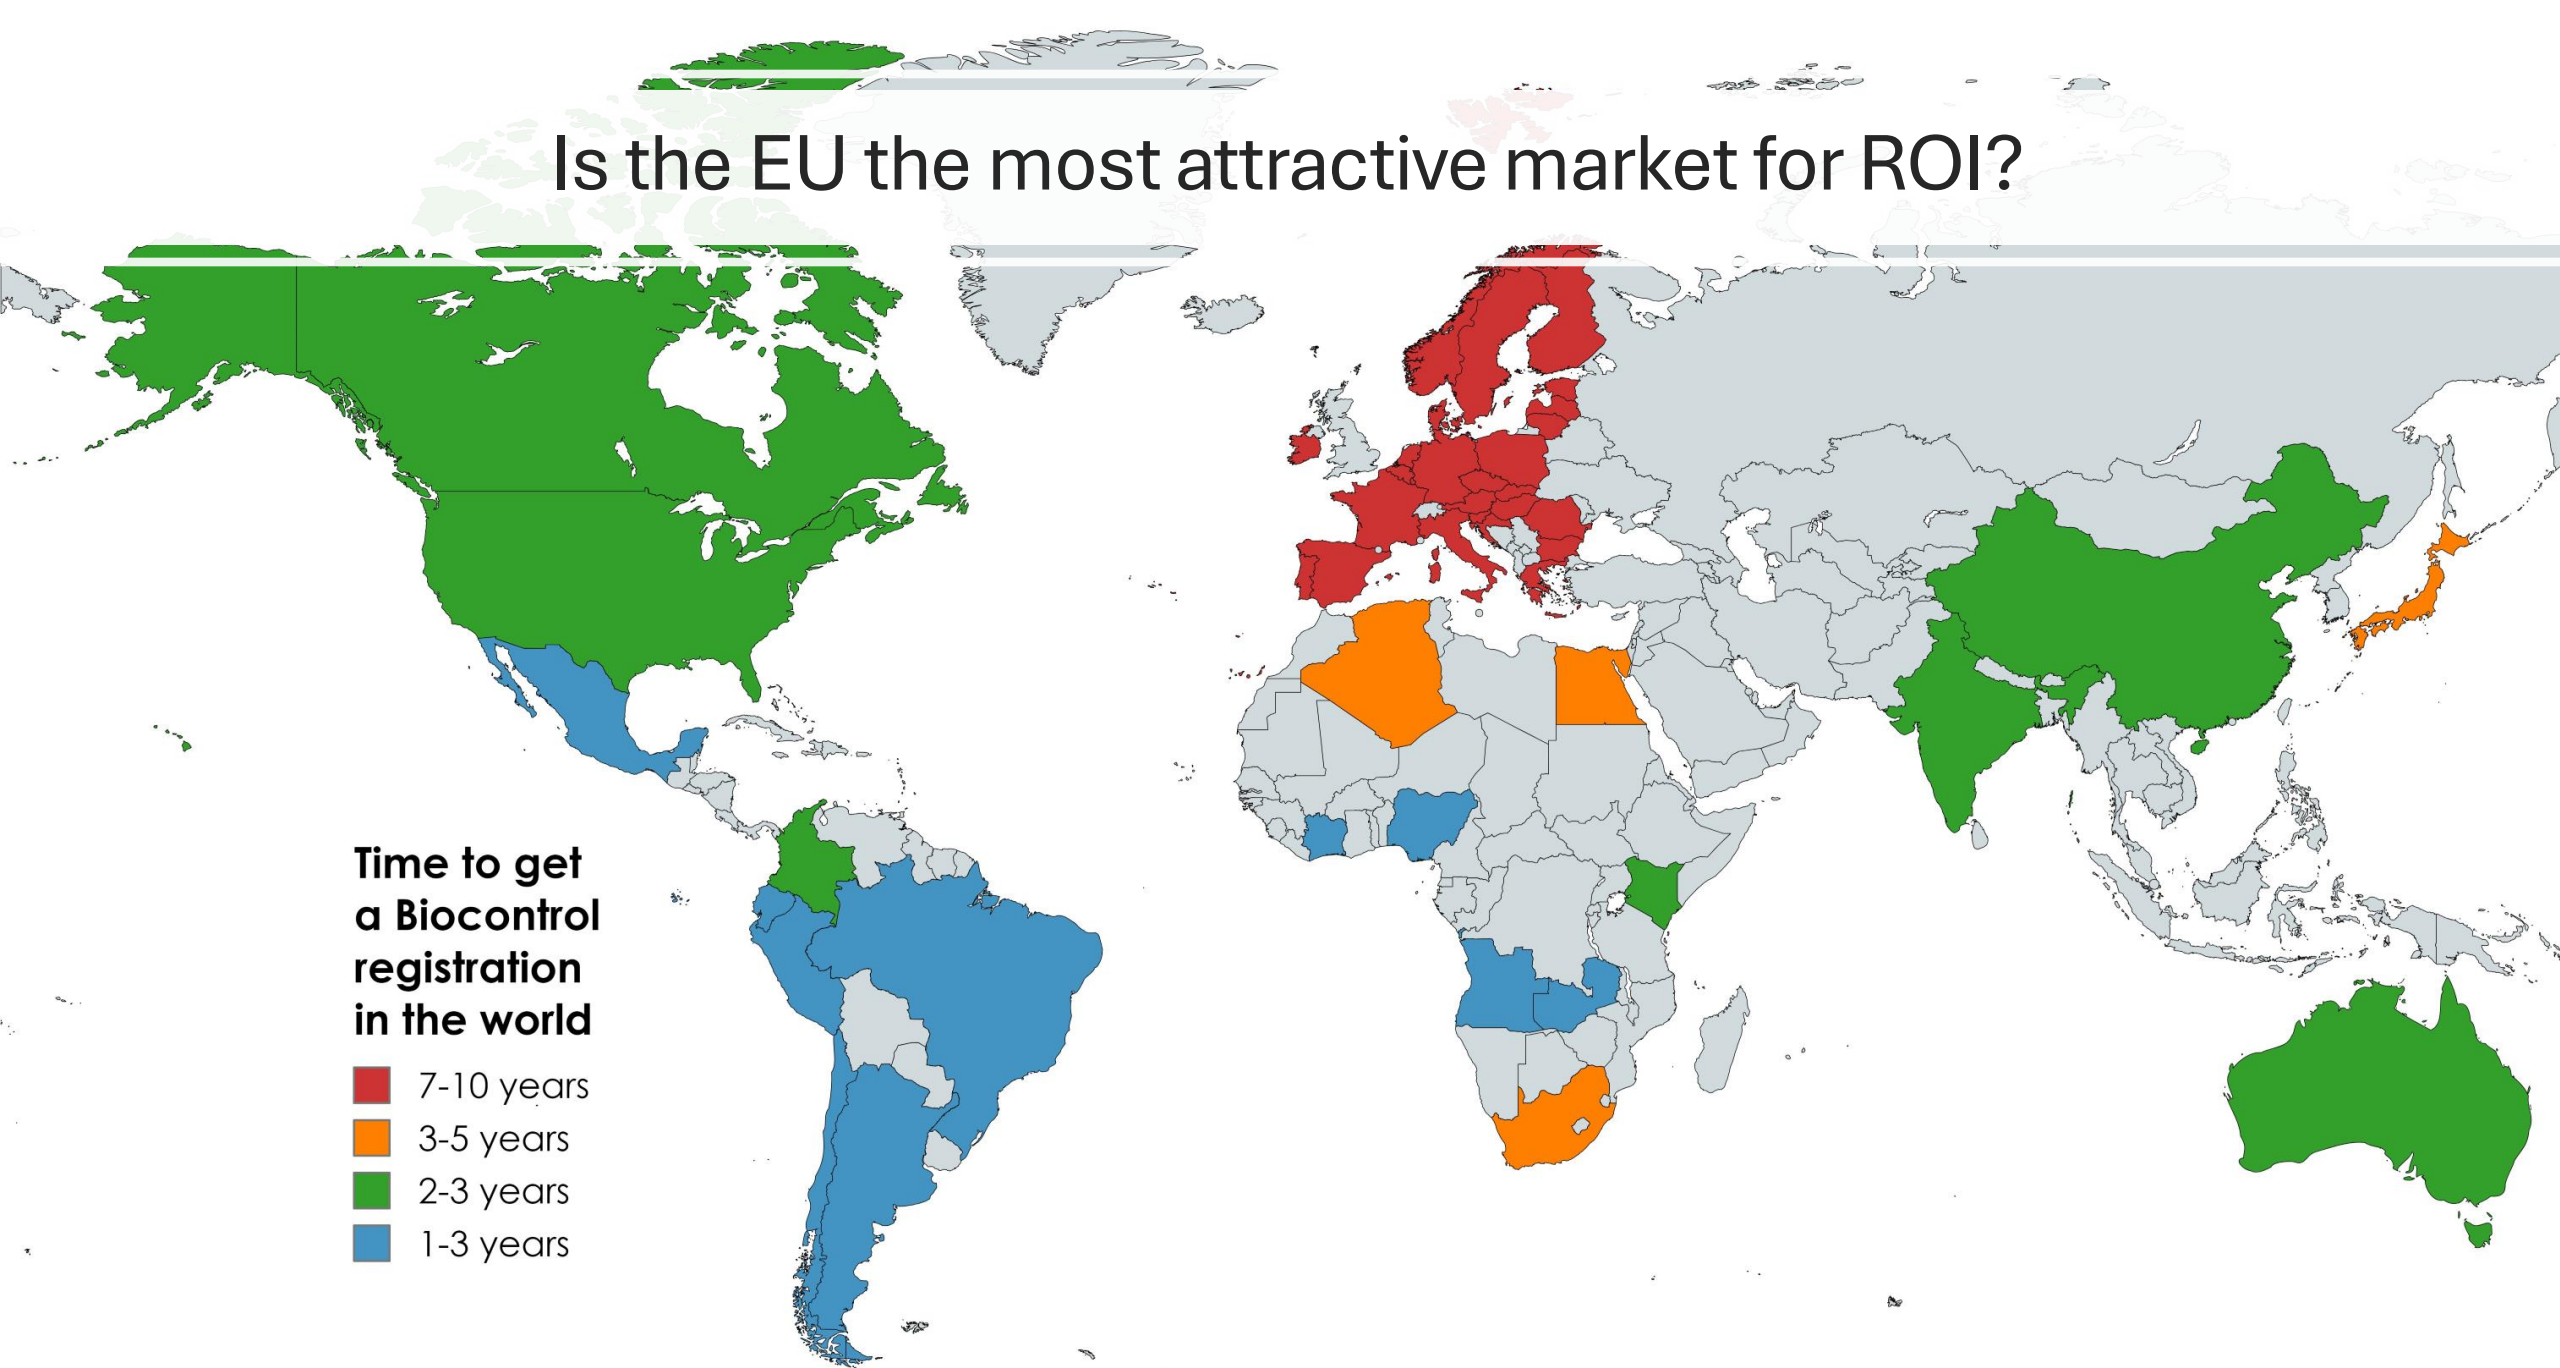 Is the EU the most attractive market for ROI?
Time to get
a Biocontrol
registration
in the world
7-10 years
3-5 years
2-3 years
1-3 years